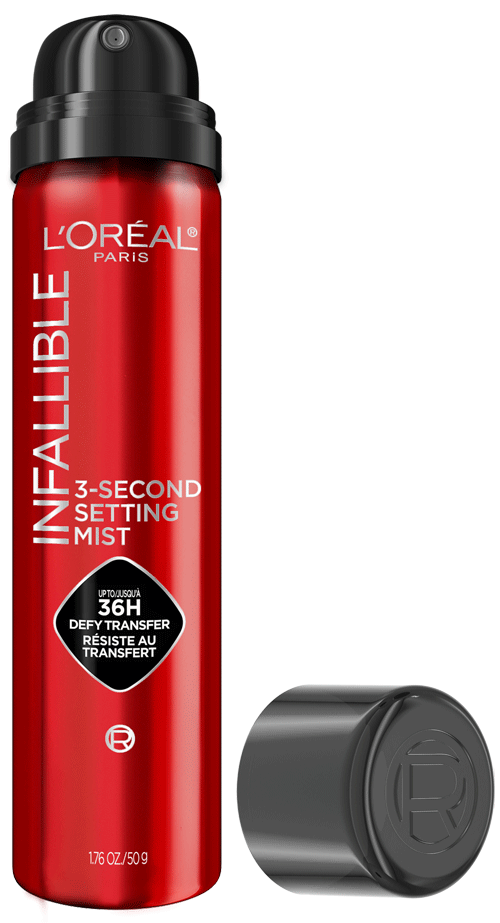 L'ORÉAL®
PARIS
INFALLIBLE
3-SECOND
SETTING
MIST
UP TO/JUSQU'À
36H
DEFY TRANSFER
RÉSISTE AU
TRANSFERT
R
1.76 OZ./50 g
R